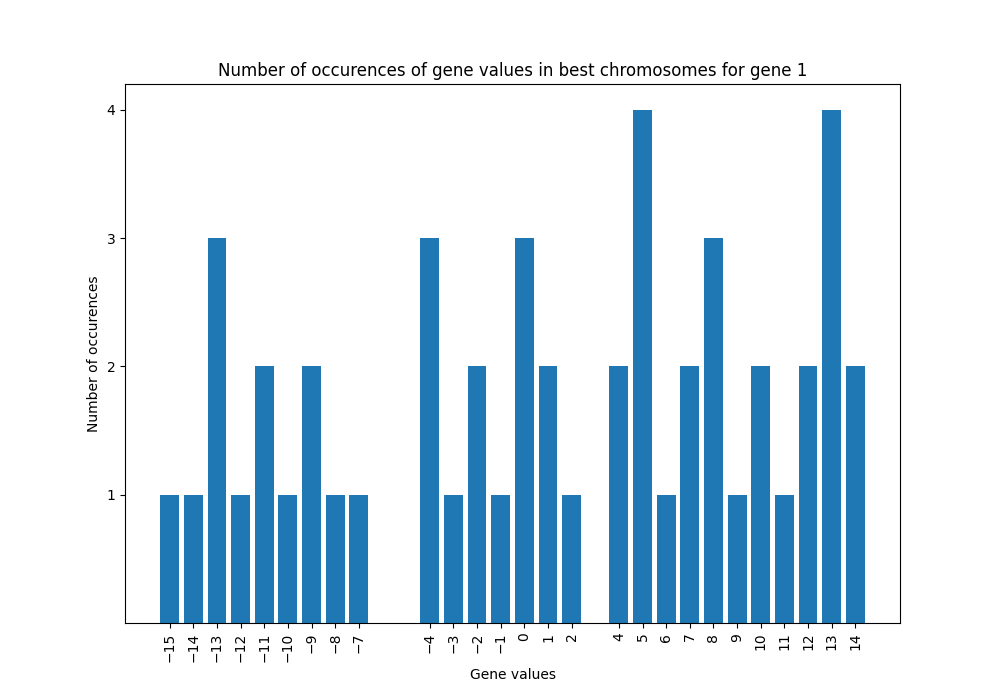 Number of occurences of gene values in best chromosomes for gene 1
Number of occurences
4
3
2
1
−15 −14 −13 −12 −11 −10 −9 −8 −7 −4 −3 −2 −1 0 1 2 4 5 6 7 8 9 10 11 12 13 14
Gene values